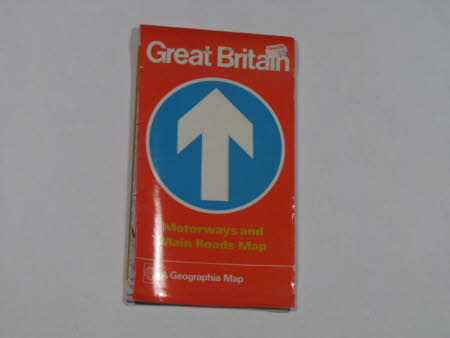 Great Britain
Motorways and
Main Roads Map
A Geographia Map